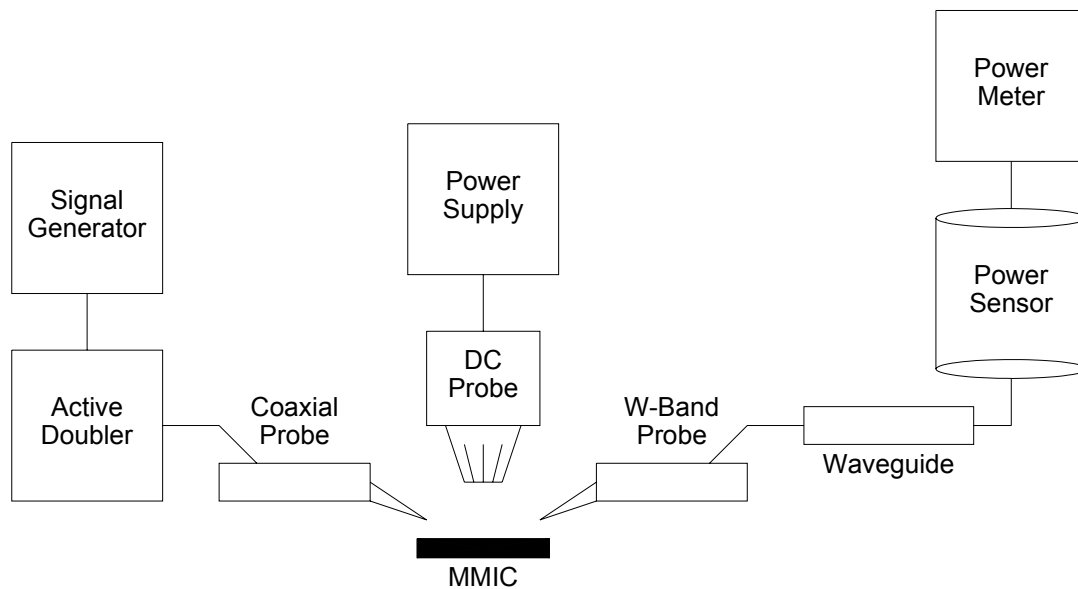 Signal
Generator
Active
Doubler
Coaxial
Probe
Power
Supply
DC
Probe
MMIC
W-Band
Probe
Waveguide
Power
Meter
Power
Sensor